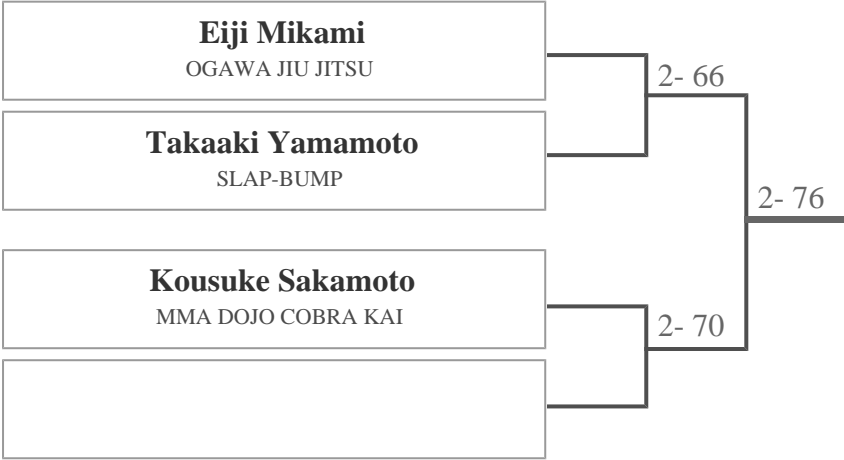 Eiji Mikami
OGAWA JIU JITSU
2- 66
Takaaki Yamamoto
SLAP-BUMP
2- 76
Kousuke Sakamoto
MMA DOJO COBRA KAI
2- 70